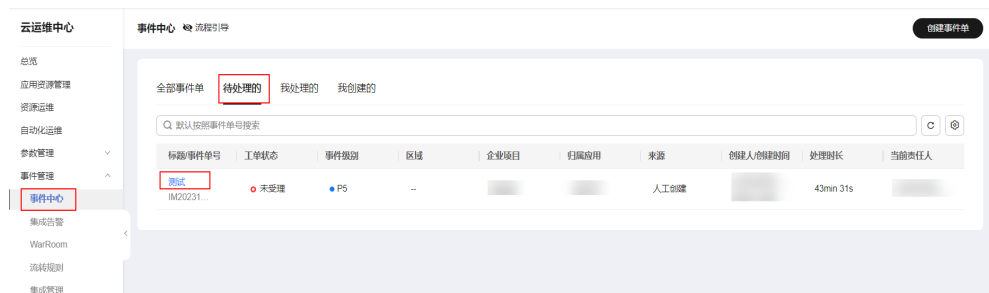 云运维中心
事件中心 流程引导
创建事件单
总览
应用资源管理
资源运维
自动化运维
参数管理
事件管理
事件中心
集成告警
WarRoom
流转规则
集成管理
全部事件单 待处理的 我处理的 我创建的
默认按照事件单号搜索
标题/事件单号 工单状态 事件级别 区域 企业项目 归属应用 来源 创建人/创建时间 处理时长 当前责任人
测试 未受理 P5 -- 人工创建 43min 31s
IM20231...